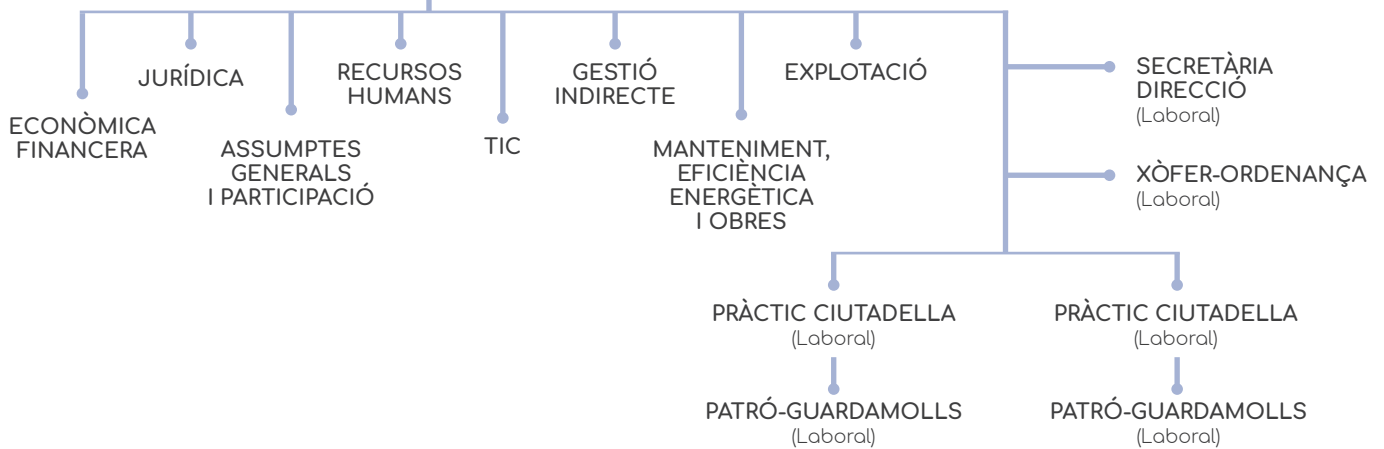 JURÍDICA
RECURSOS
HUMANS
GESTIÓ
INDIRECTE
EXPLOTACIÓ
SECRETÀRIA
DIRECCIÓ
(Laboral)
ECONÒMICA
FINANCERA
ASSUMPTES
GENERALS
I PARTICIPACIÓ
TIC
MANTENIMENT,
EFICIÈNCIA
ENERGÈTICA
I OBRES
XÒFER-ORDENANÇA
(Laboral)
PRÀCTIC CIUTADELLA
(Laboral)
PRÀCTIC CIUTADELLA
(Laboral)
PATRÓ-GUARDAMOLLS
(Laboral)
PATRÓ-GUARDAMOLLS
(Laboral)